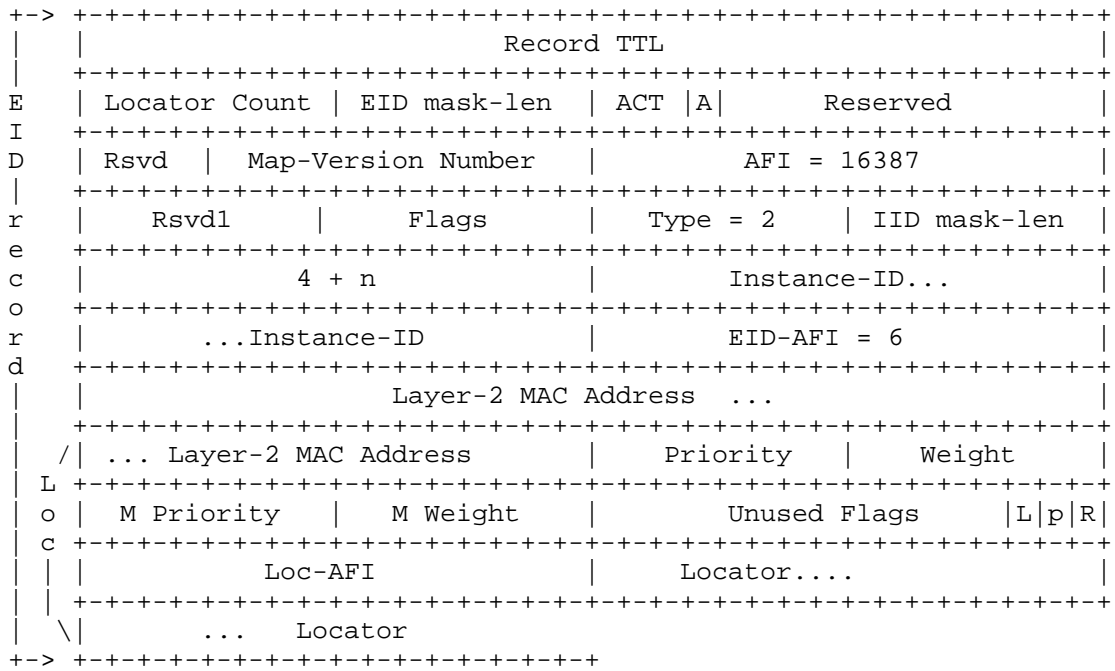 +-> +-+-+-+-+-+-+-+-+-+-+-+-+-+-+-+-+-+-+-+-+-+-+-+-+-+-+-+-+-+-+-+-+
|   |                          Record TTL                           |
|   +-+-+-+-+-+-+-+-+-+-+-+-+-+-+-+-+-+-+-+-+-+-+-+-+-+-+-+-+-+-+-+-+
E   | Locator Count | EID mask-len  | ACT |A|      Reserved         |
I   +-+-+-+-+-+-+-+-+-+-+-+-+-+-+-+-+-+-+-+-+-+-+-+-+-+-+-+-+-+-+-+-+
D   | Rsvd  |  Map-Version Number   |         AFI = 16387           |
|   +-+-+-+-+-+-+-+-+-+-+-+-+-+-+-+-+-+-+-+-+-+-+-+-+-+-+-+-+-+-+-+-+
r   |    Rsvd1     |     Flags      |   Type = 2    | IID mask-len  |
e   +-+-+-+-+-+-+-+-+-+-+-+-+-+-+-+-+-+-+-+-+-+-+-+-+-+-+-+-+-+-+-+-+
c   |             4 + n             |        Instance-ID...         |
o   +-+-+-+-+-+-+-+-+-+-+-+-+-+-+-+-+-+-+-+-+-+-+-+-+-+-+-+-+-+-+-+-+
r   |       ...Instance-ID          |        EID-AFI = 6            |
d   +-+-+-+-+-+-+-+-+-+-+-+-+-+-+-+-+-+-+-+-+-+-+-+-+-+-+-+-+-+-+-+-+
|   |                   Layer-2 MAC Address  ...                    |
|   +-+-+-+-+-+-+-+-+-+-+-+-+-+-+-+-+-+-+-+-+-+-+-+-+-+-+-+-+-+-+-+-+
|  /| ... Layer-2 MAC Address       |    Priority   |    Weight     |
| L +-+-+-+-+-+-+-+-+-+-+-+-+-+-+-+-+-+-+-+-+-+-+-+-+-+-+-+-+-+-+-+-+
| o |  M Priority   |  M Weight     |        Unused Flags     |L|p|R|
| c +-+-+-+-+-+-+-+-+-+-+-+-+-+-+-+-+-+-+-+-+-+-+-+-+-+-+-+-+-+-+-+-+
| | |           Loc-AFI             |     Locator....               |
| | +-+-+-+-+-+-+-+-+-+-+-+-+-+-+-+-+-+-+-+-+-+-+-+-+-+-+-+-+-+-+-+-+
|  \|       ...   Locator
+-> +-+-+-+-+-+-+-+-+-+-+-+-+-+-+-+-+